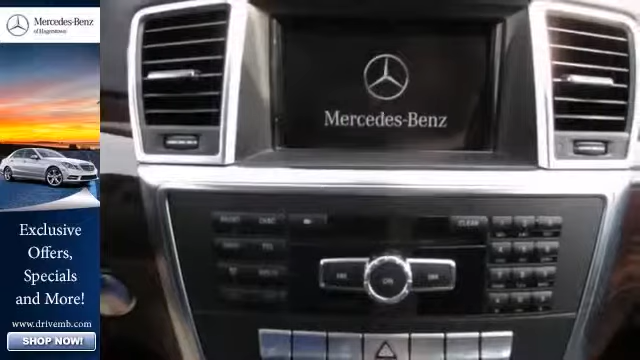 Mercedes-Benz
of Hagerstown
Exclusive
Offers,
Specials
and More!
www.drivemb.com
SHOP NOW!
Mercedes-Benz
CLEAR
ON